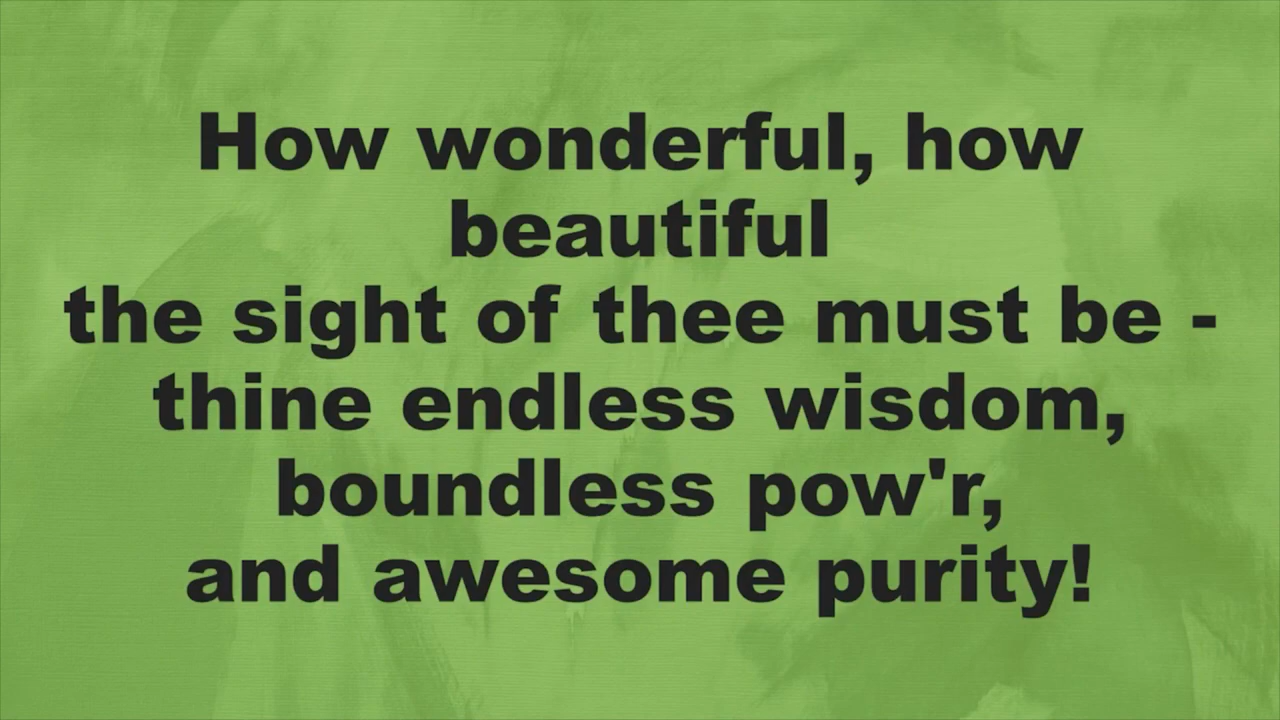 How wonderful, how
beautiful
the sight of thee must be -
thine endless wisdom,
boundless pow'r,
and awesome purity!